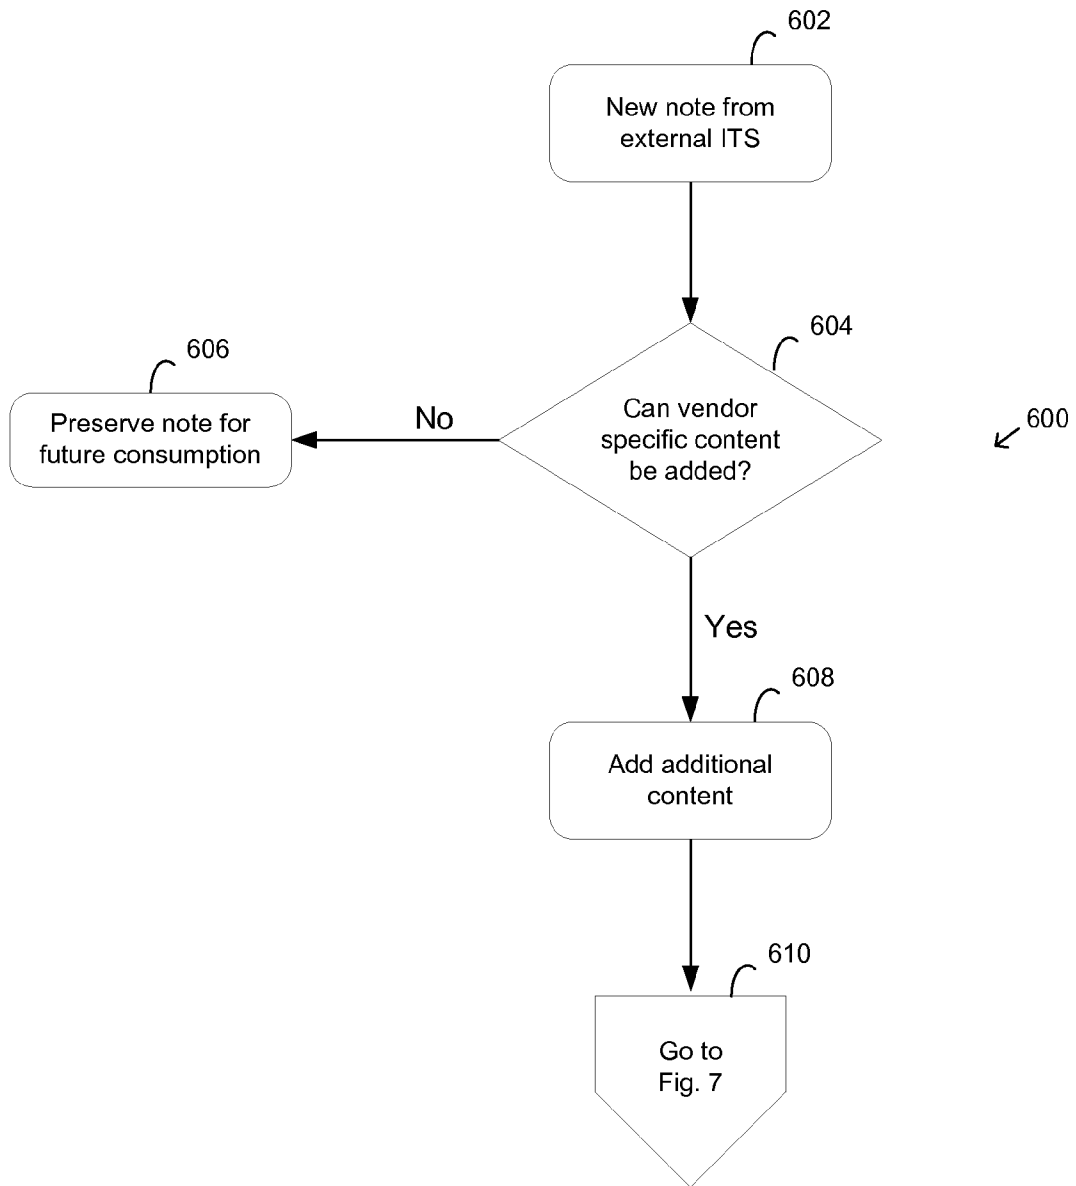 602
New note from
external ITS
604
606
Can vendor
specific content
be added?
No
Preserve note for
future consumption
600
Yes
608
Add additional
content
610
Go to
Fig. 7